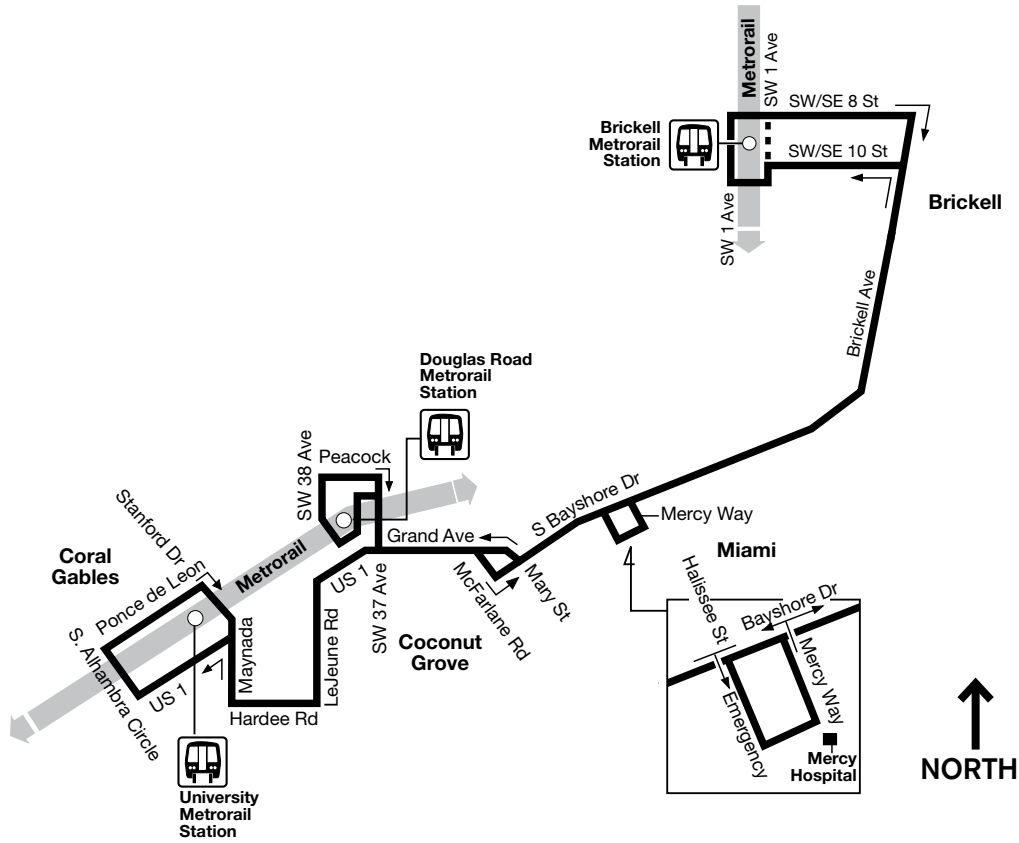 Metrorail
SW 1 Ave
SW/SE 8 St
Brickell
Metrorail
Station
SW/SE 10 St
Brickell
SW 1 Ave
Brickell Ave
Douglas Road
Metrorail
Station
SW 38 Ave
Peacock
S Bayshore Dr
Mercy Way
Stanford Dr
Grand Ave
Miami
Coral
Gables
Ponce de Leon
Metrorail
US 1
McFarlane Rd
Mary St
SW 37 Ave
LeJeune Rd
Coconut
Grove
S. Alhambra Circle
US 1
Maynada
Hardee Rd
Halissee St
Bayshore Dr
Mercy Way
Emergency
Mercy
Hospital
NORTH
University
Metrorail
Station